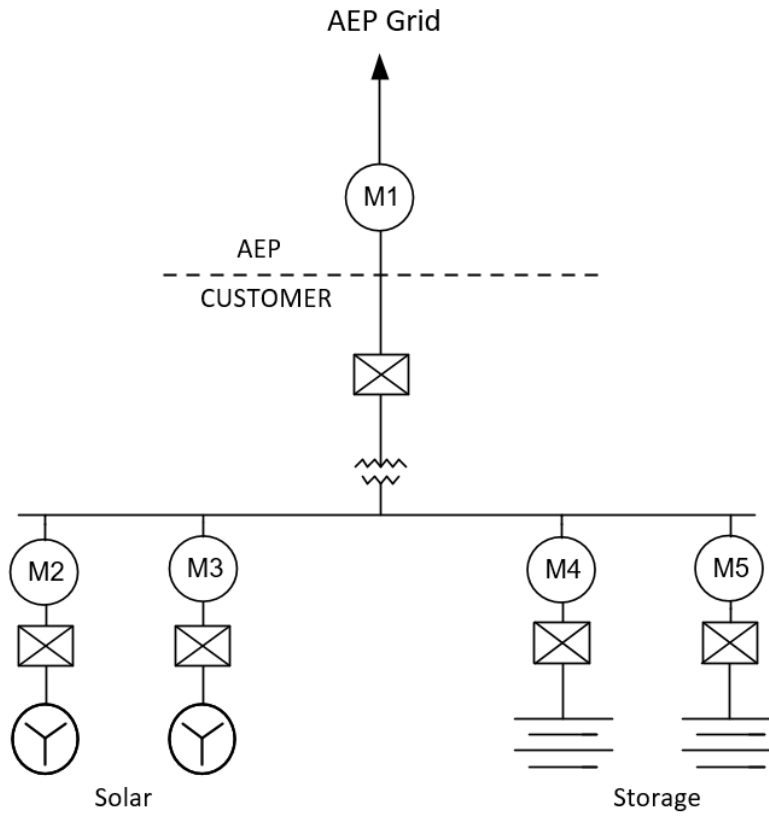 AEP Grid
M1
AEP
CUSTOMER
M2
M3
M4
M5
Solar
Storage